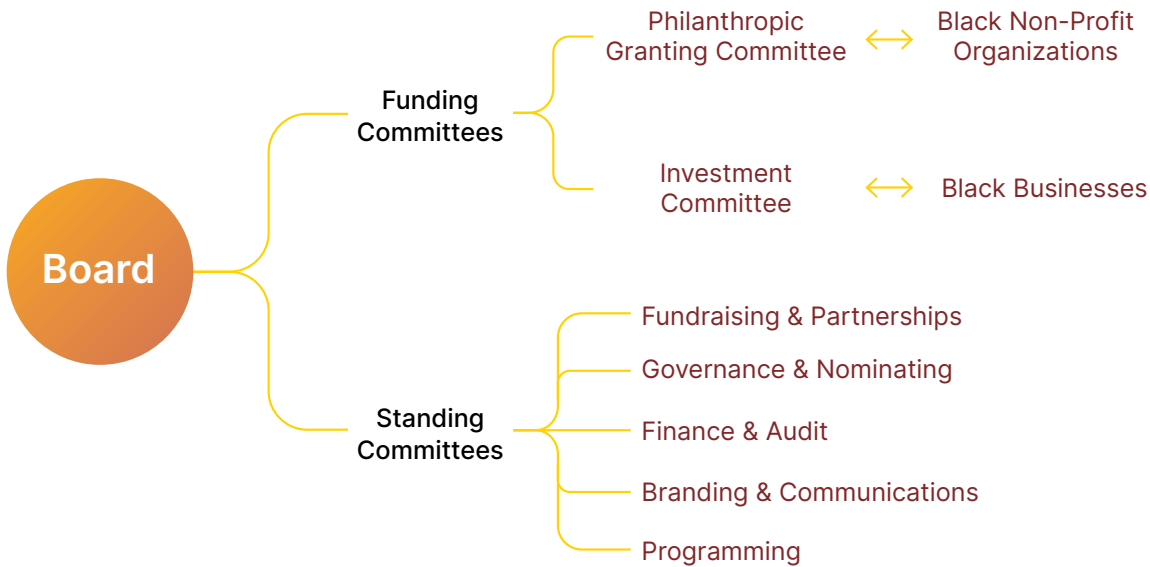 Board
Funding
Committees
Philanthropic
Granting Committee
Black Non-Profit
Organizations
Investment
Committee
Black Businesses
Standing
Committees
Fundraising & Partnerships
Governance & Nominating
Finance & Audit
Branding & Communications
Programming